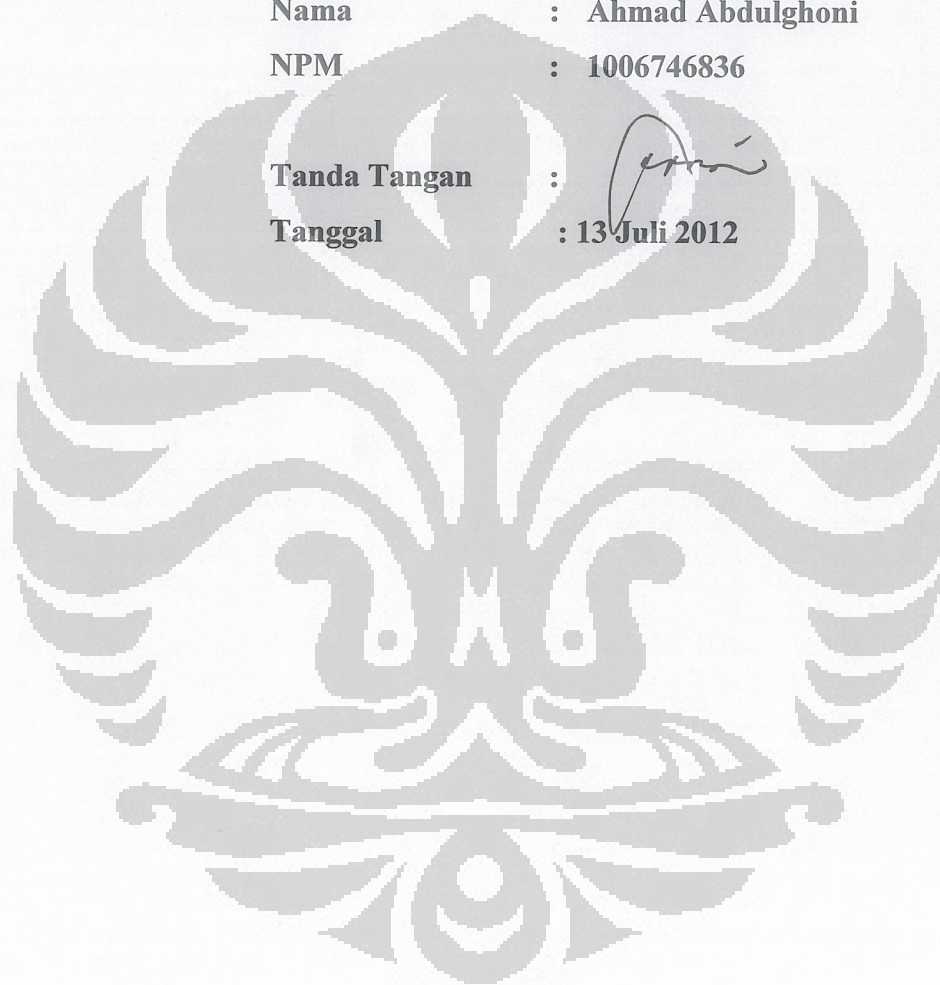 Nama : Ahmad Abdulghoni
NPM : 1006746836
Tanda Tangan :
Tanggal : 13 Juli 2012